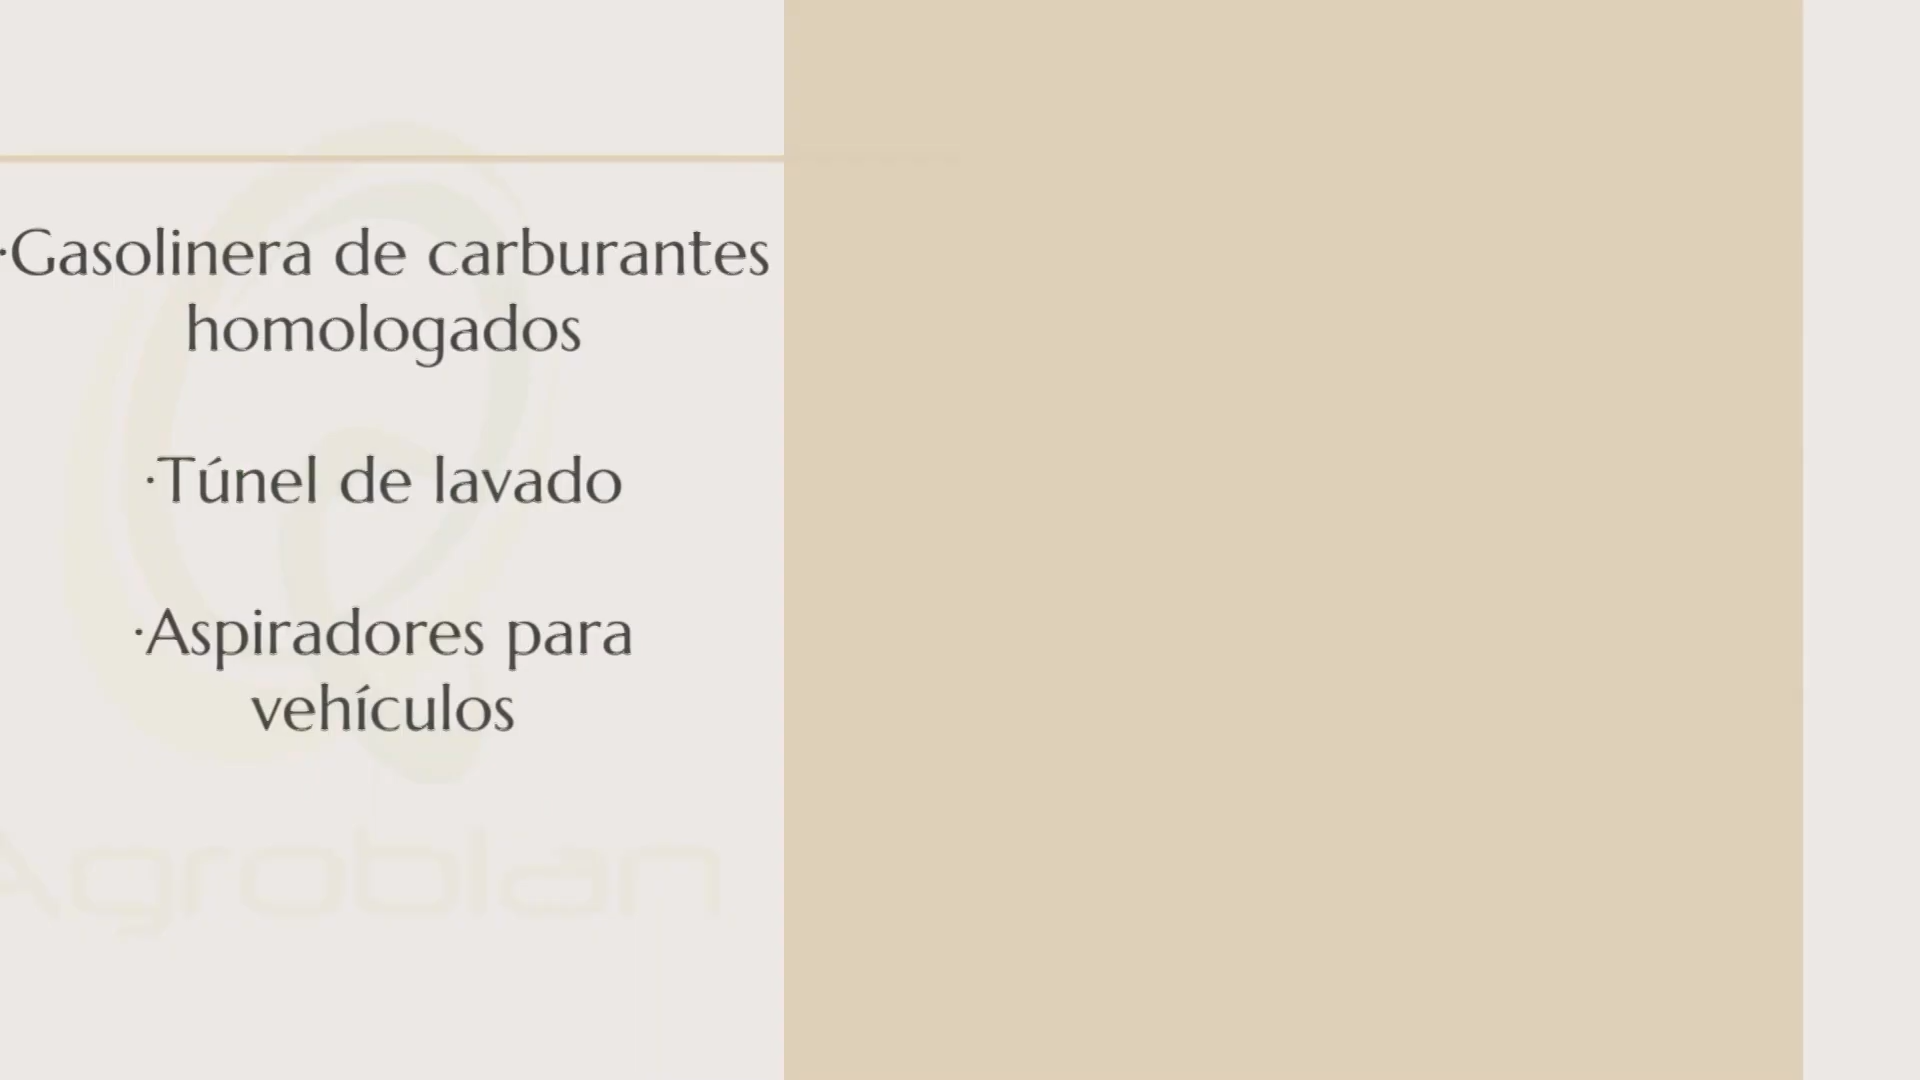 ·Gasolinera de carburantes
homologados
·Túnel de lavado
·Aspiradores para
vehículos
Agroblan